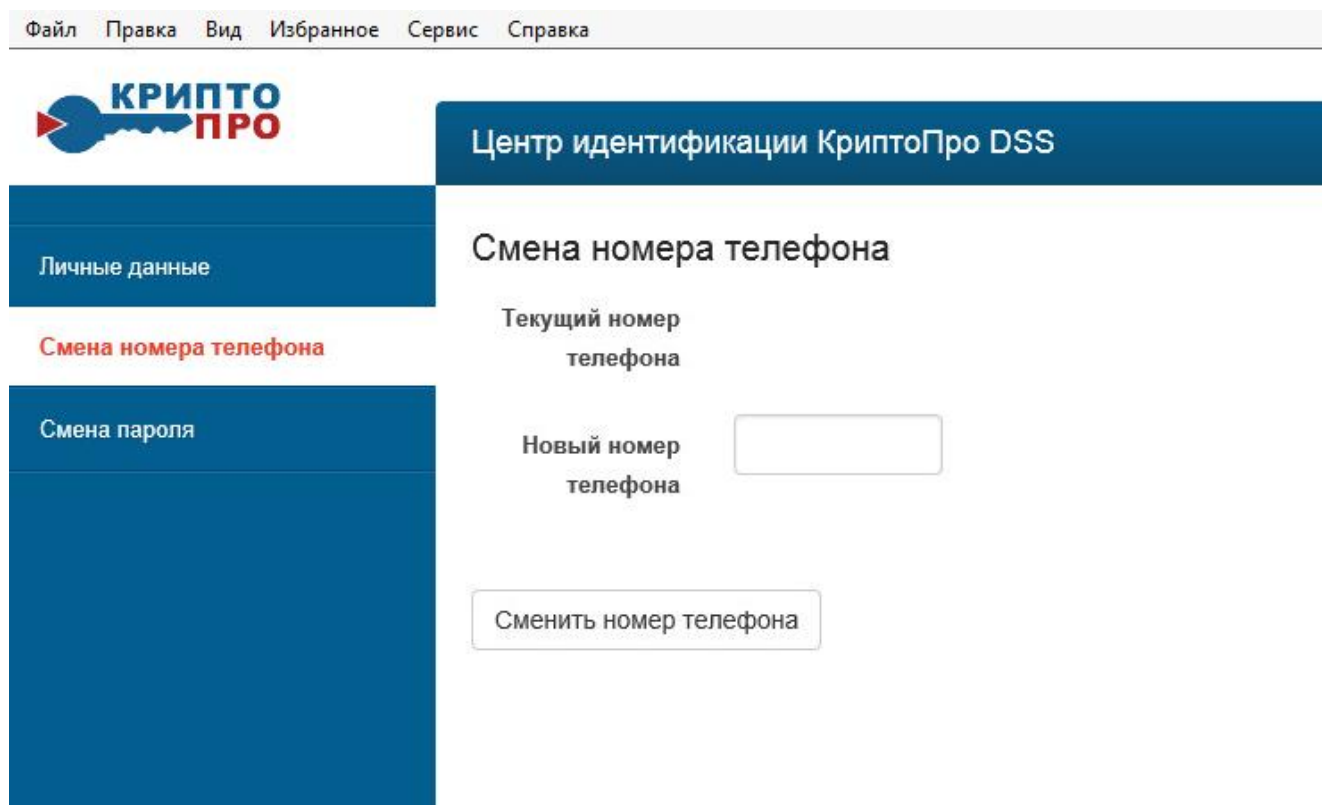 Файл Правка Вид Избранное Сервис Справка
КРИПТО
ПРО
Центр идентификации КриптоПро DSS
Личные данные
Смена номера телефона
Смена пароля
Смена номера телефона
Текущий номер
телефона
Новый номер
телефона
Сменить номер телефона